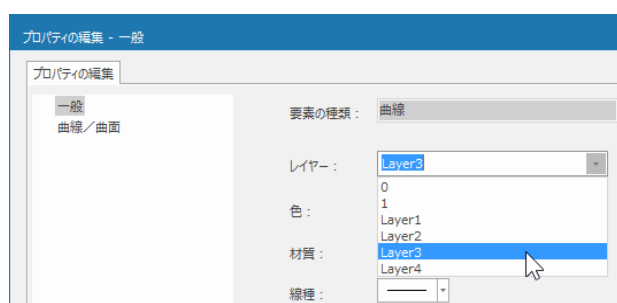 プロパティの編集 - 一般
プロパティの編集
一般
曲線／曲面
要素の種類： 曲線
レイヤー： Layer3
0
1
Layer1
Layer2
Layer3
Layer4
色：
材質：
線種：